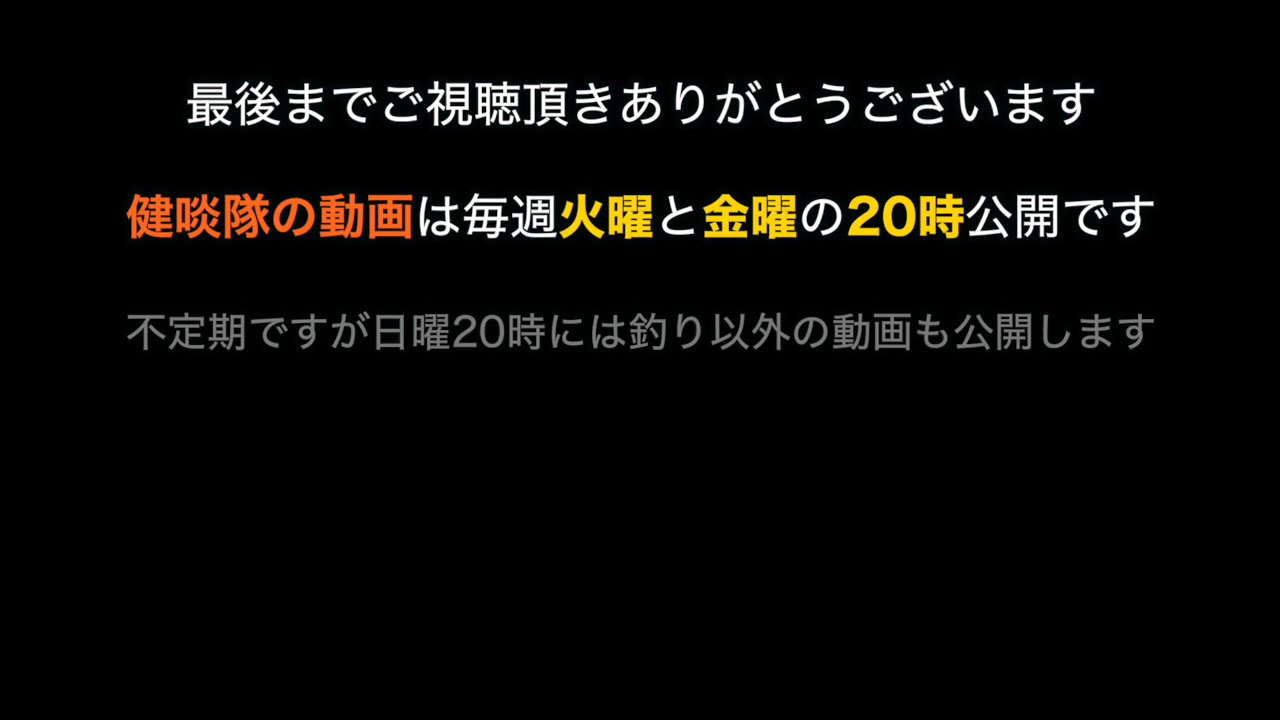 最後までご視聴頂きありがとうございます
健啖隊の動画は毎週火曜と金曜の20時公開です
不定期ですが日曜20時には釣り以外の動画も公開します